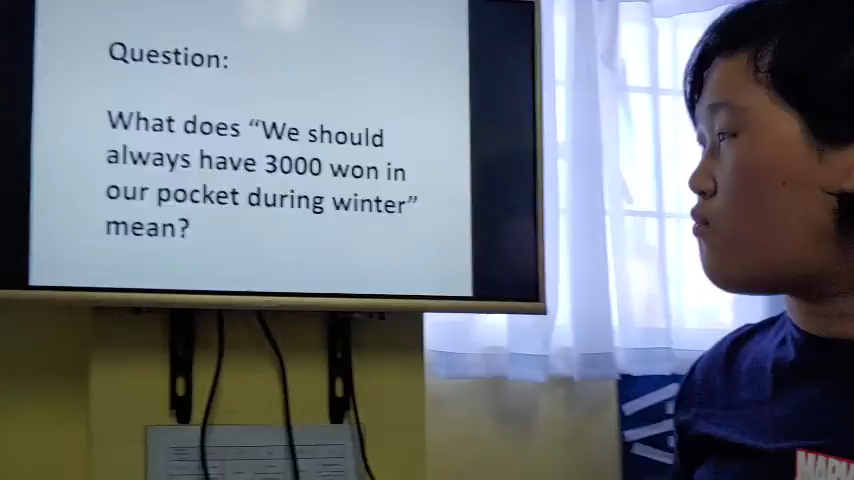 Question:
What does “We should
always have 3000 won in
our pocket during winter”
mean?